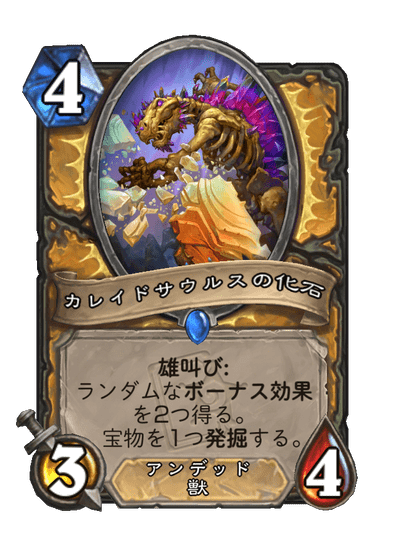 4
カレイドサウルスの化石
雄叫び:
ランダムなボーナス効果
を2つ得る。
宝物を1つ発掘する。
3
アンデッド
獣
4